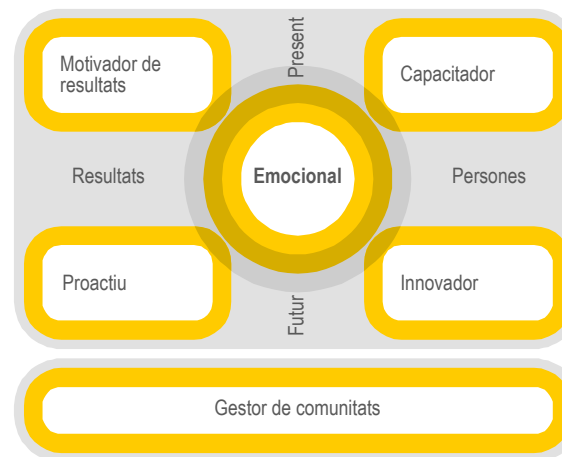 Present
Motivador de
resultats
Capacitador
Resultats
Emocional
Persones
Proactiu
Innovador
Futur
Gestor de comunitats